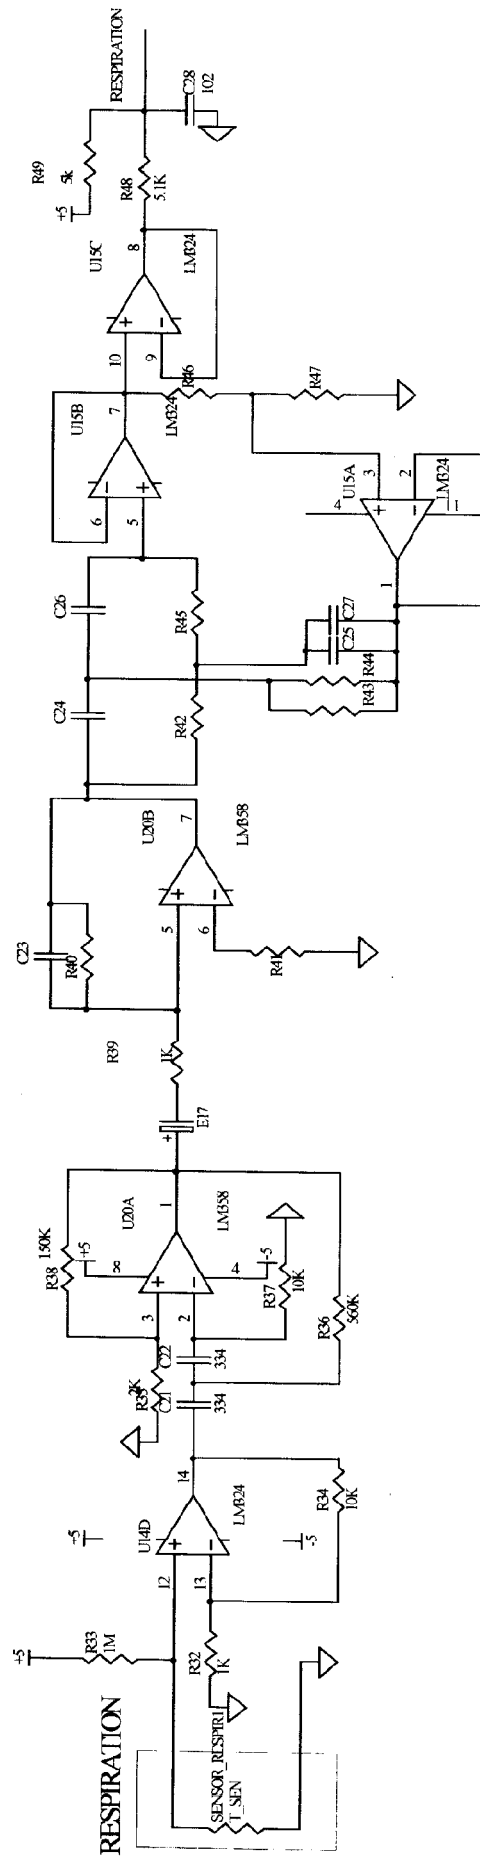 RESPIRATION
SENSOR_RESPIR1
T_SEN
+5
R33
1M
R32
1K
12
13
14
+5
U14D
LM324
-5
R34
10K
C21
334
C22
334
R35
2K
R38
150K
+5
8
3
2
1
4
-5
U20A
LM358
R37
10K
R36
560K
E17
+
R39
1K
C23
R40
5
6
7
U20B
LM358
R41
C24
C26
R42
R45
R43
R44
C25
C27
6
5
7
U15B
LM324
U15A
LM324
4
3
2
1
R46
R47
10
9
8
U15C
LM324
+5
R49
5k
R48
5.1K
C28
102
RESPIRATION